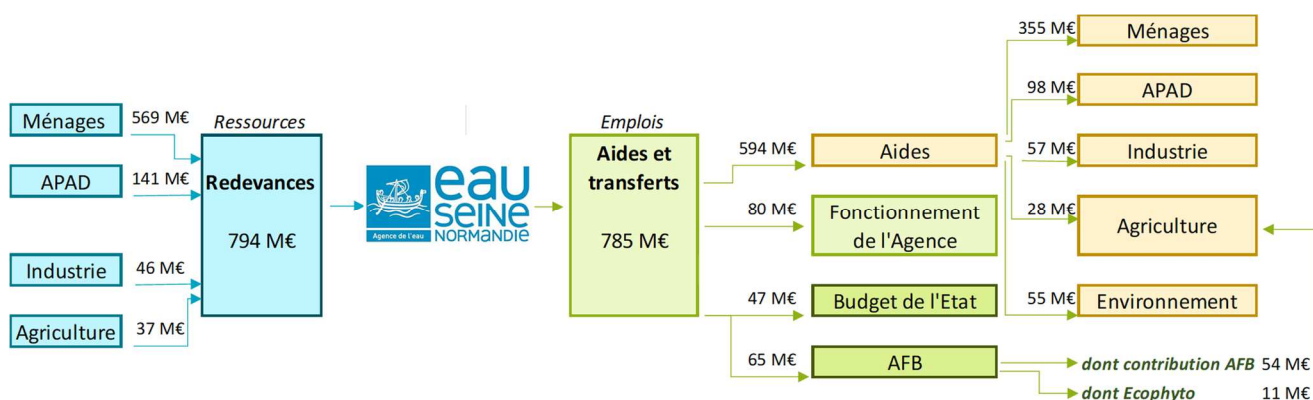 Ménages
569 M€
APAD
141 M€
Industrie
46 M€
Agriculture
37 M€
Ressources
Redevances
794 M€
eau
SEINE
NORMANDIE
Agence de l'eau
Emplois
Aides et
transferts
785 M€
594 M€
Aides
80 M€
Fonctionnement
de l'Agence
47 M€
Budget de l'Etat
65 M€
AFB
355 M€
Ménages
98 M€
APAD
57 M€
Industrie
28 M€
Agriculture
55 M€
Environnement
dont contribution AFB 54 M€
dont Ecophyto 11 M€